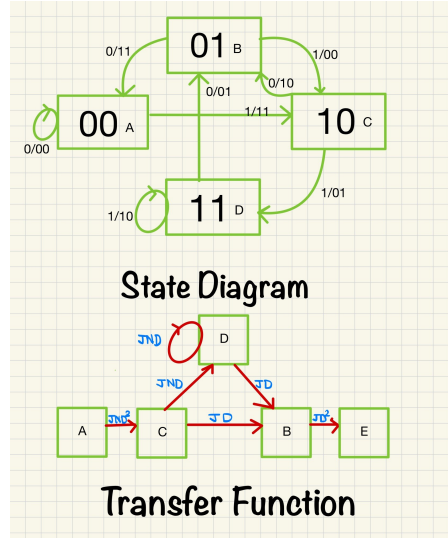 01 B
0/11
1/00
0/10
0/01
00 A
1/11
10 C
0/00
1/01
1/10
11 D
State Diagram
JND
D
JND
JD
A
JND²
C
JD
B
JD²
E
Transfer Function